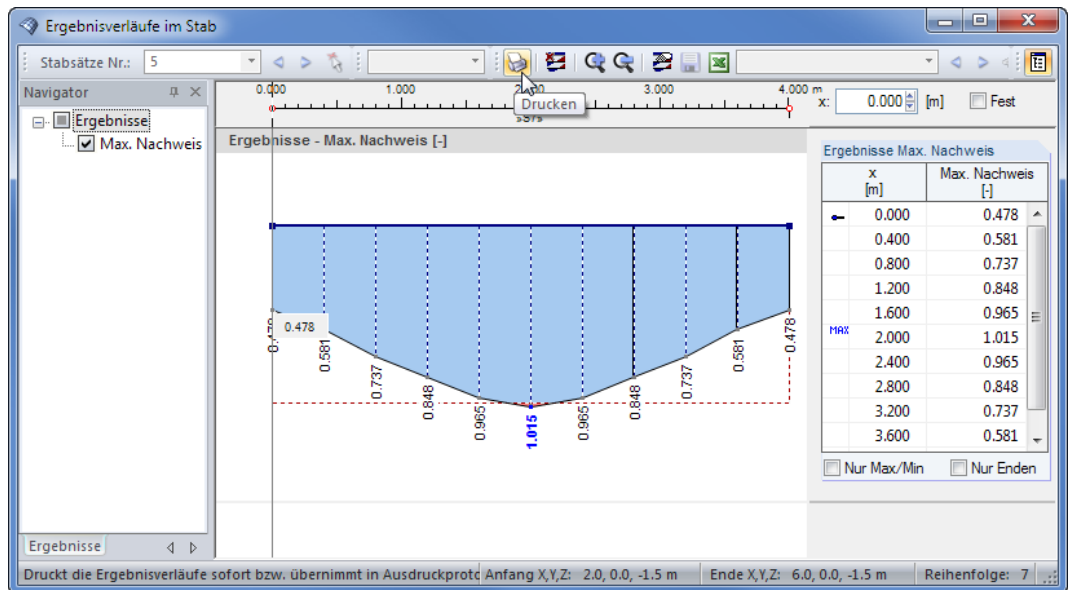 Ergebnisverläufe im Stab
Stabsätze Nr.: 5
Navigator
Ergebnisse
Max. Nachweis
Ergebnisse
0.000 1.000 3.000 4.000 m
Drucken
x: 0.000 [m] Fest
Ergebnisse - Max. Nachweis [-]
0.478
0.581
0.737
0.848
0.965
1.015
0.965
0.848
0.737
0.581
0.478
Ergebnisse Max. Nachweis
x [m] Max. Nachweis [-]
0.000 0.478
0.400 0.581
0.800 0.737
1.200 0.848
1.600 0.965
MAX 2.000 1.015
2.400 0.965
2.800 0.848
3.200 0.737
3.600 0.581
Nur Max/Min Nur Enden
Druckt die Ergebnisverläufe sofort bzw. übernimmt in Ausdruckprotc Anfang X,Y,Z: 2.0, 0.0, -1.5 m Ende X,Y,Z: 6.0, 0.0, -1.5 m Reihenfolge: 7